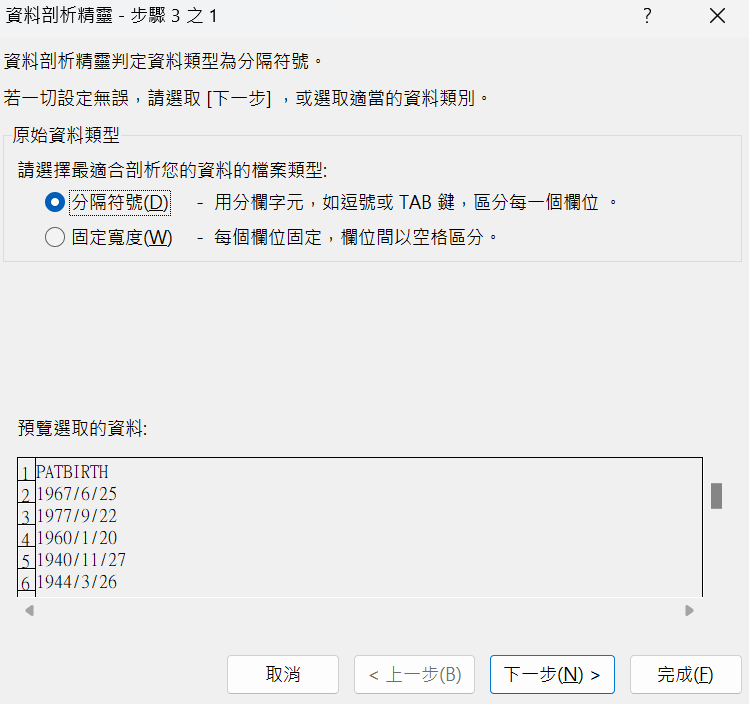 資料剖析精靈 - 步驟 3 之 1
?
資料剖析精靈判定資料類型為分隔符號。
若一切設定無誤，請選取 [下一步] ，或選取適當的資料類別。
原始資料類型
請選擇最適合剖析您的資料的檔案類型:
分隔符號(D) - 用分欄字元，如逗號或 TAB 鍵，區分每一個欄位 。
固定寬度(W) - 每個欄位固定，欄位間以空格區分。
預覽選取的資料:
1 PATBIRTH
2 1967/6/25
3 1977/9/22
4 1960/1/20
5 1940/11/27
6 1944/3/26
取消 < 上一步(B) 下一步(N) > 完成(F)